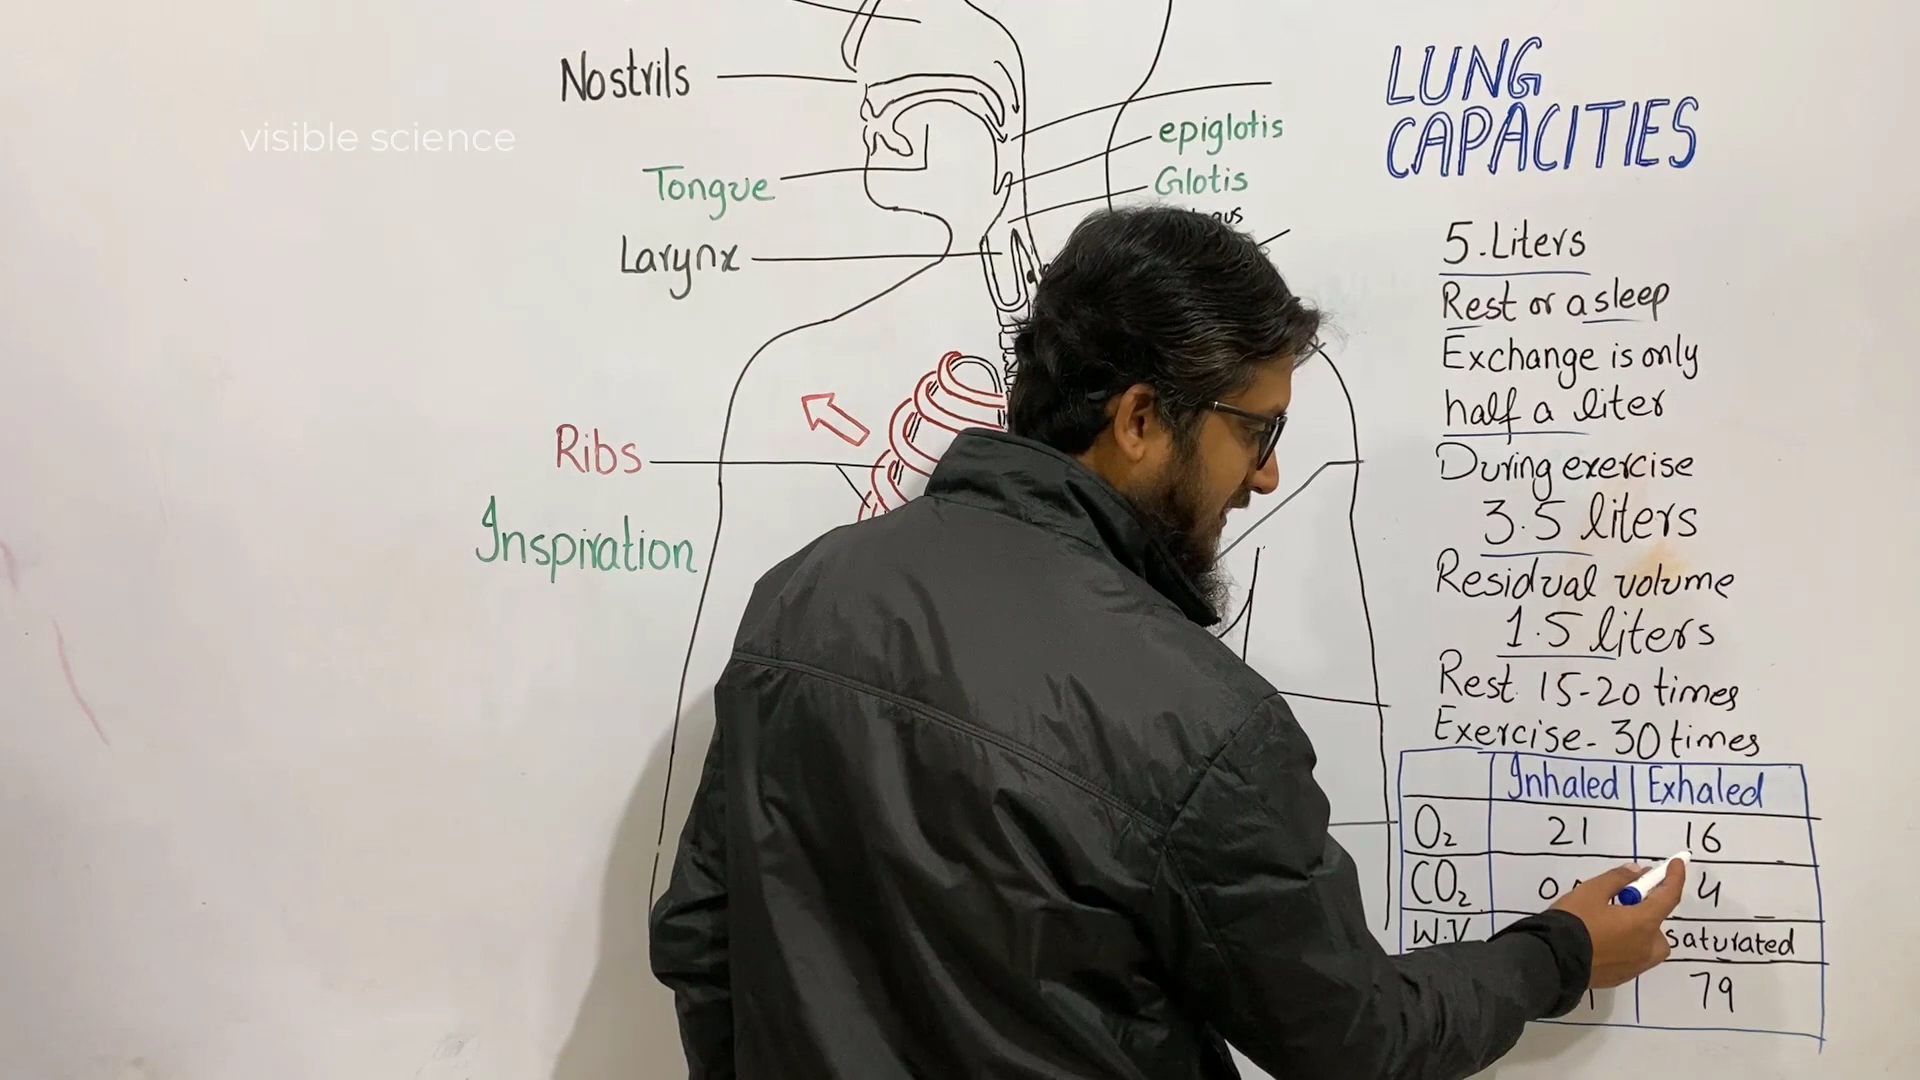 Nostrils
visible science
Tongue
Larynx
Ribs
Inspiration
epiglotis
Glotis
LUNG
CAPACITIES
5.Liters
Rest or asleep
Exchange is only
half a liter
During exercise
3.5 liters
Residual volume
1.5 liters
Rest 15-20 times
Exercise- 30 times
Inhaled Exhaled
O₂ 21 16
CO₂ 4
W.V saturated
79